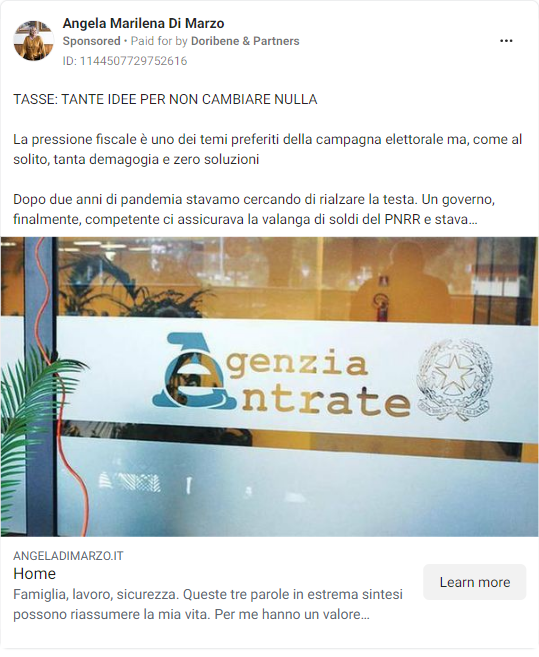 Angela Marilena Di Marzo
Sponsored • Paid for by Doribene & Partners
ID: 1144507729752616
TASSE: TANTE IDEE PER NON CAMBIARE NULLA
La pressione fiscale è uno dei temi preferiti della campagna elettorale ma, come al
solito, tanta demagogia e zero soluzioni
Dopo due anni di pandemia stavamo cercando di rialzare la testa. Un governo,
finalmente, competente ci assicurava la valanga di soldi del PNRR e stava...
Agenzia
Entrate
ANGELADIMARZO.IT
Home
Famiglia, lavoro, sicurezza. Queste tre parole in estrema sintesi
possono riassumere la mia vita. Per me hanno un valore...
Learn more